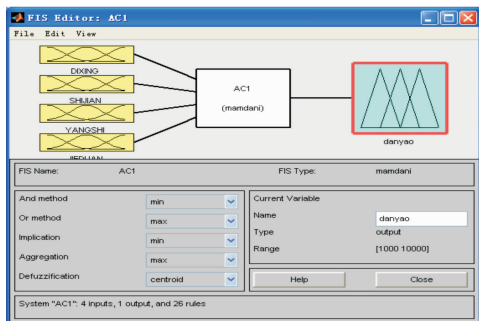 FIS Editor: AC1
File Edit View
DIXING
SHIJIAN
YANGSHI
JIEDUAN
AC1
(mamdani)
danyao
FIS Name: AC1 FIS Type: mamdani
And method min
Or method max
Implication min
Aggregation max
Defuzzification centroid
Current Variable
Name danyao
Type output
Range [1000 10000]
Help Close
System "AC1": 4 inputs, 1 output, and 26 rules